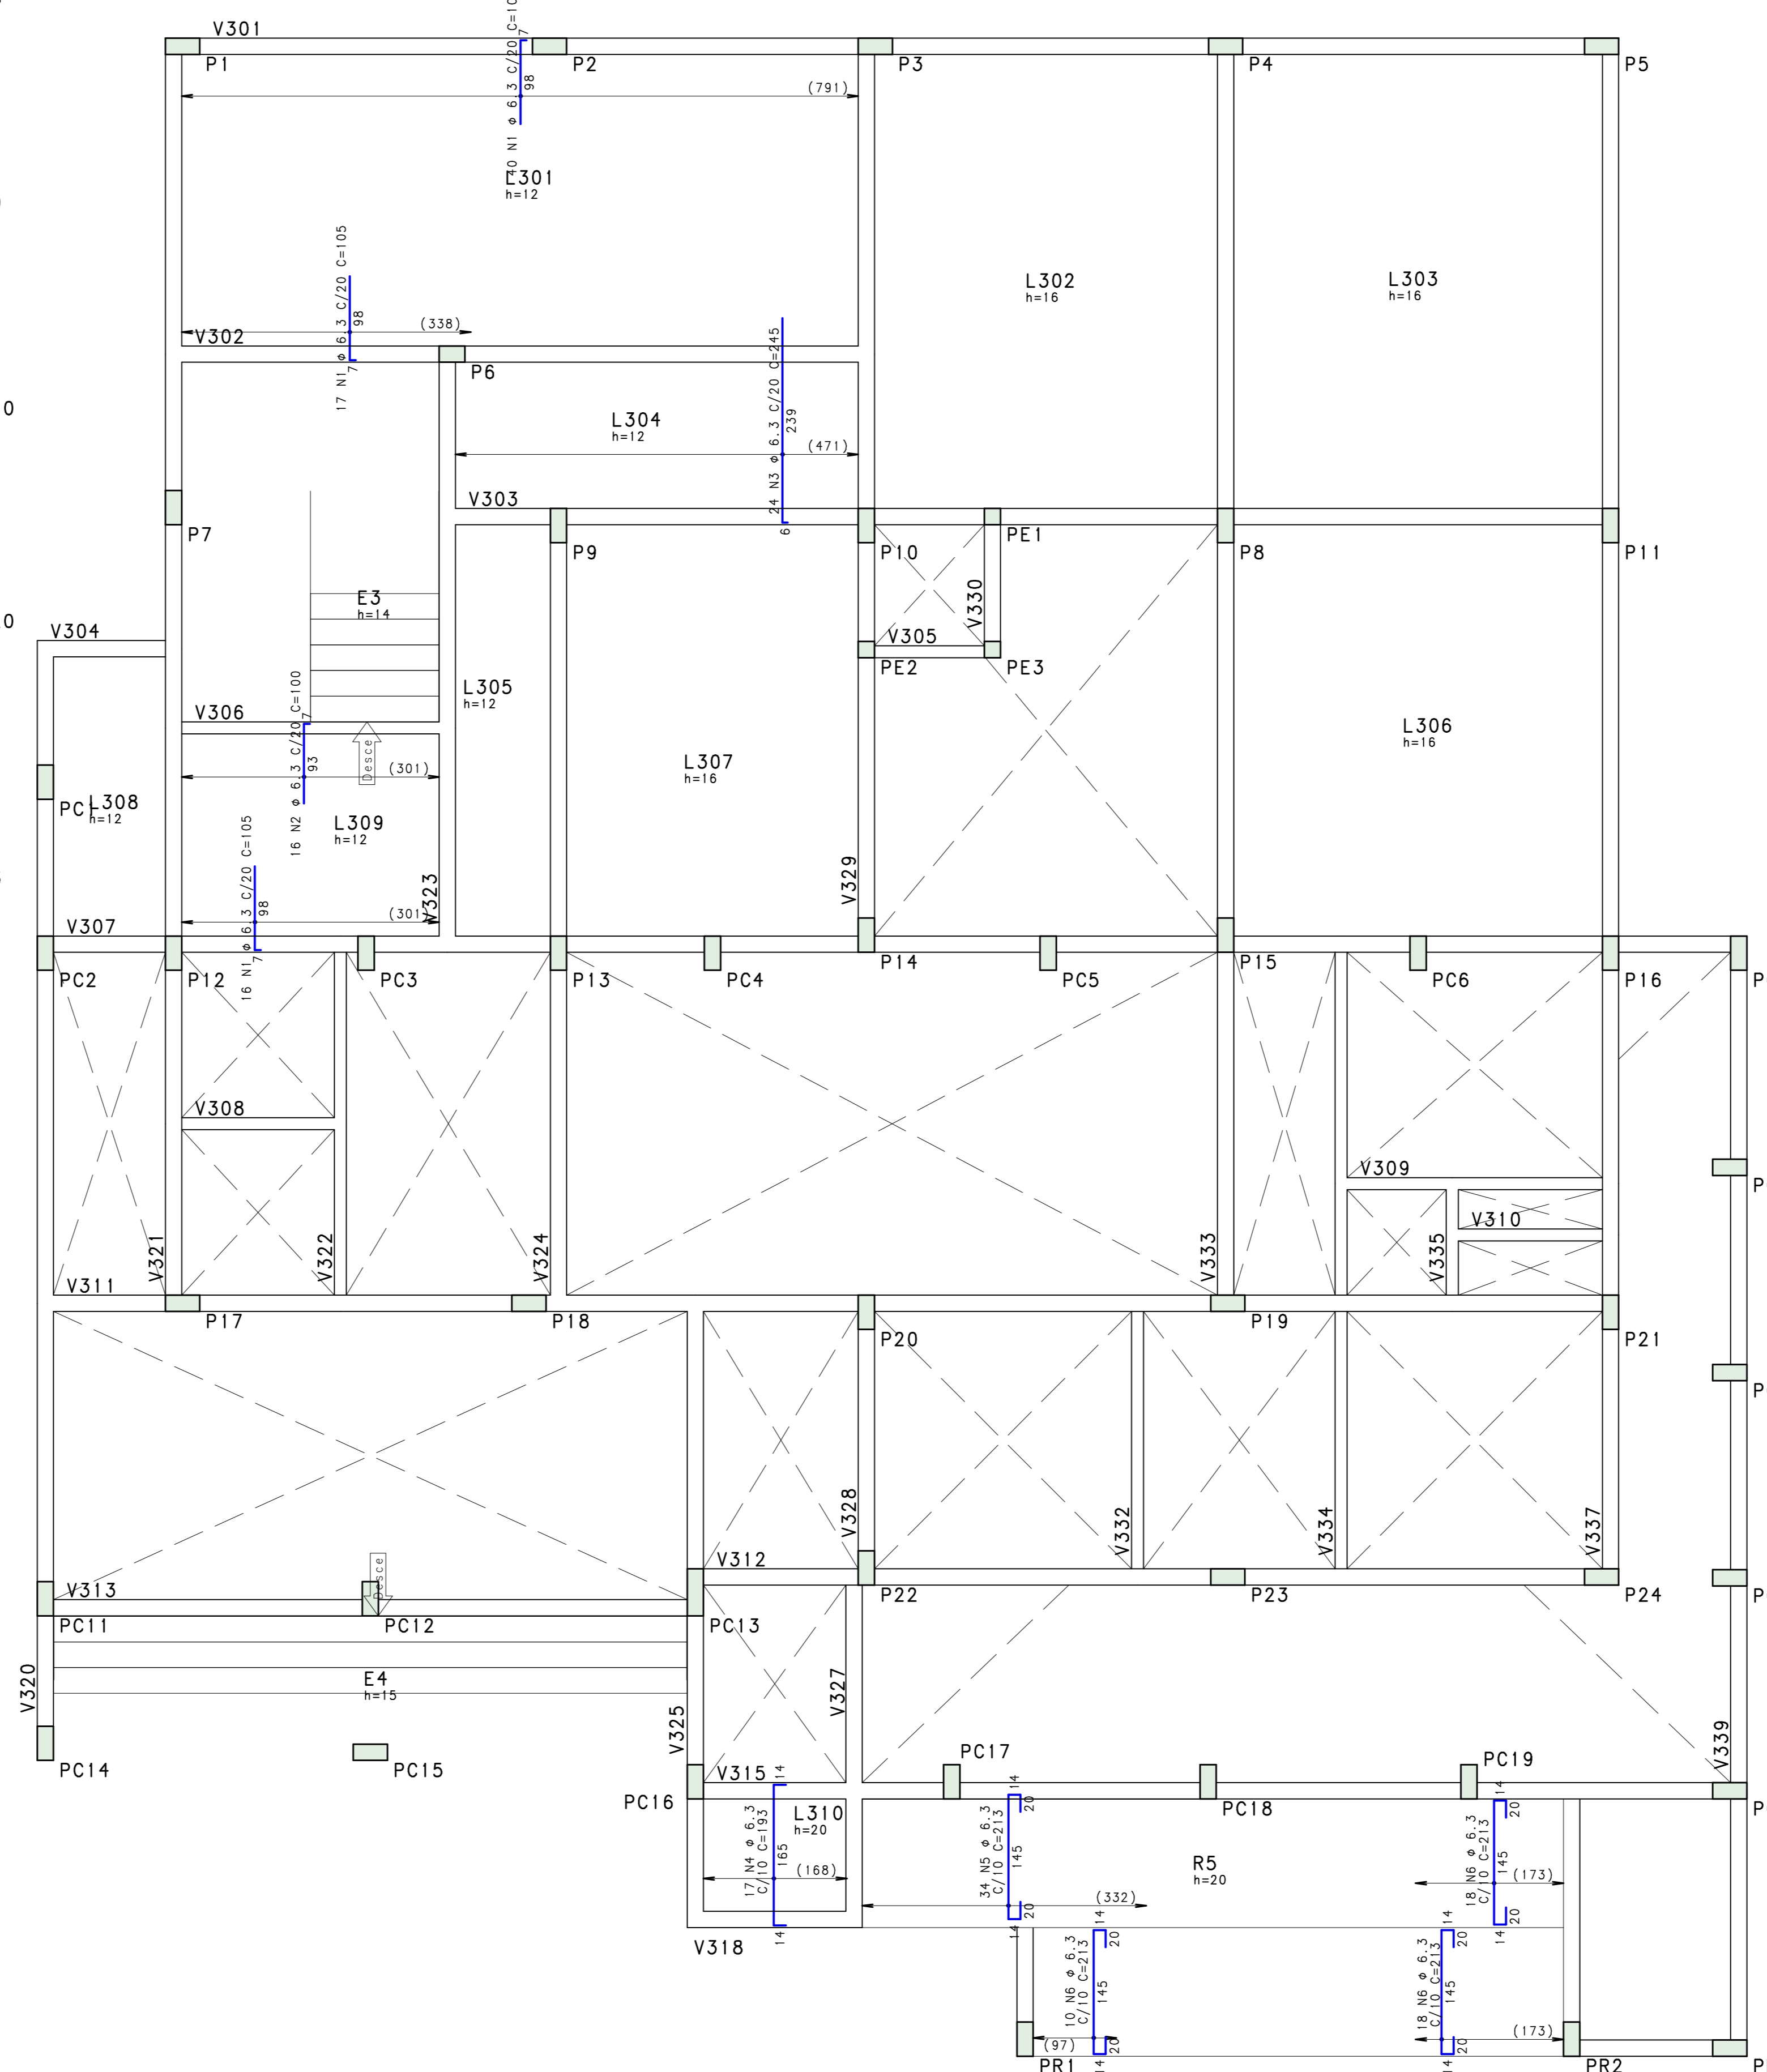 V301
P1
P2
P3
P4
P5
7
98
(791)
L301
h=12
17 N1 φ 6.3 C/20 C=105
98
7
(338)
V302
P6
L302
h=16
L303
h=16
L304
h=12
24 N3 φ 6.3 C/20 C=245
239
6
(471)
V303
P7
P9
P10
PE1
P8
P11
E3
h=14
V330
V305
PE2
PE3
V304
L305
h=12
V306
16 N2 φ 6.3 C/20 C=100
93
7
(301)
Desce
L306
h=16
L307
h=16
PC1
L308
h=12
L309
h=12
V329
V323
16 N1 φ 6.3 C/20 C=105
98
7
(301)
V307
PC2
P12
PC3
P13
PC4
P14
PC5
P15
PC6
P16
V308
V309
V310
V321
V322
V324
V333
V335
V311
P17
P18
P20
P19
P21
V328
V332
V334
V337
V312
V313
Desce
PC11
PC12
PC13
P22
P23
P24
V320
E4
h=15
V325
V327
V339
PC14
PC15
PC16
V315
PC17
PC18
PC19
L310
h=20
17 N4 φ 6.3
C/10 C=193
165
14
14
(168)
34 N5 φ 6.3
C/10 C=213
145
14
20
20
14
(332)
R5
h=20
18 N6 φ 6.3
C/10 C=213
145
14
20
20
14
(173)
V318
10 N6 φ 6.3
C/10 C=213
145
14
20
20
14
(97)
18 N6 φ 6.3
C/10 C=213
145
14
20
20
14
(173)
PR1
PR2